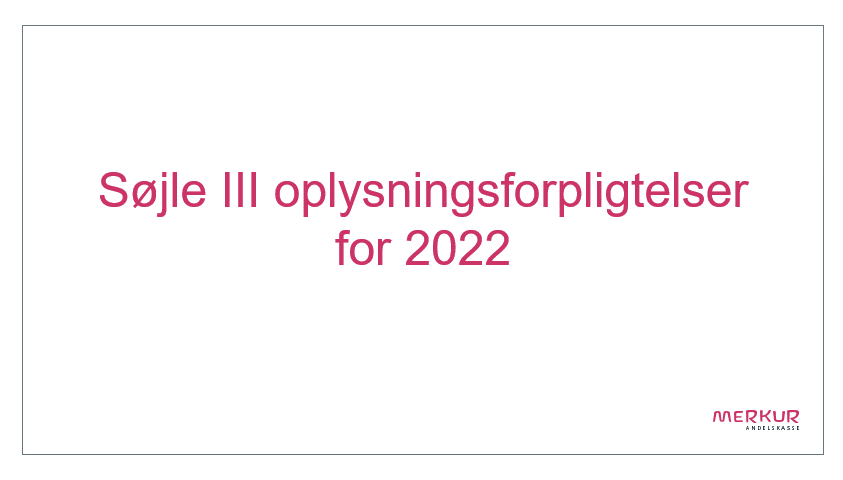 Søjle III oplysningsforpligtelser
for 2022
MERKUR
ANDELSKASSE